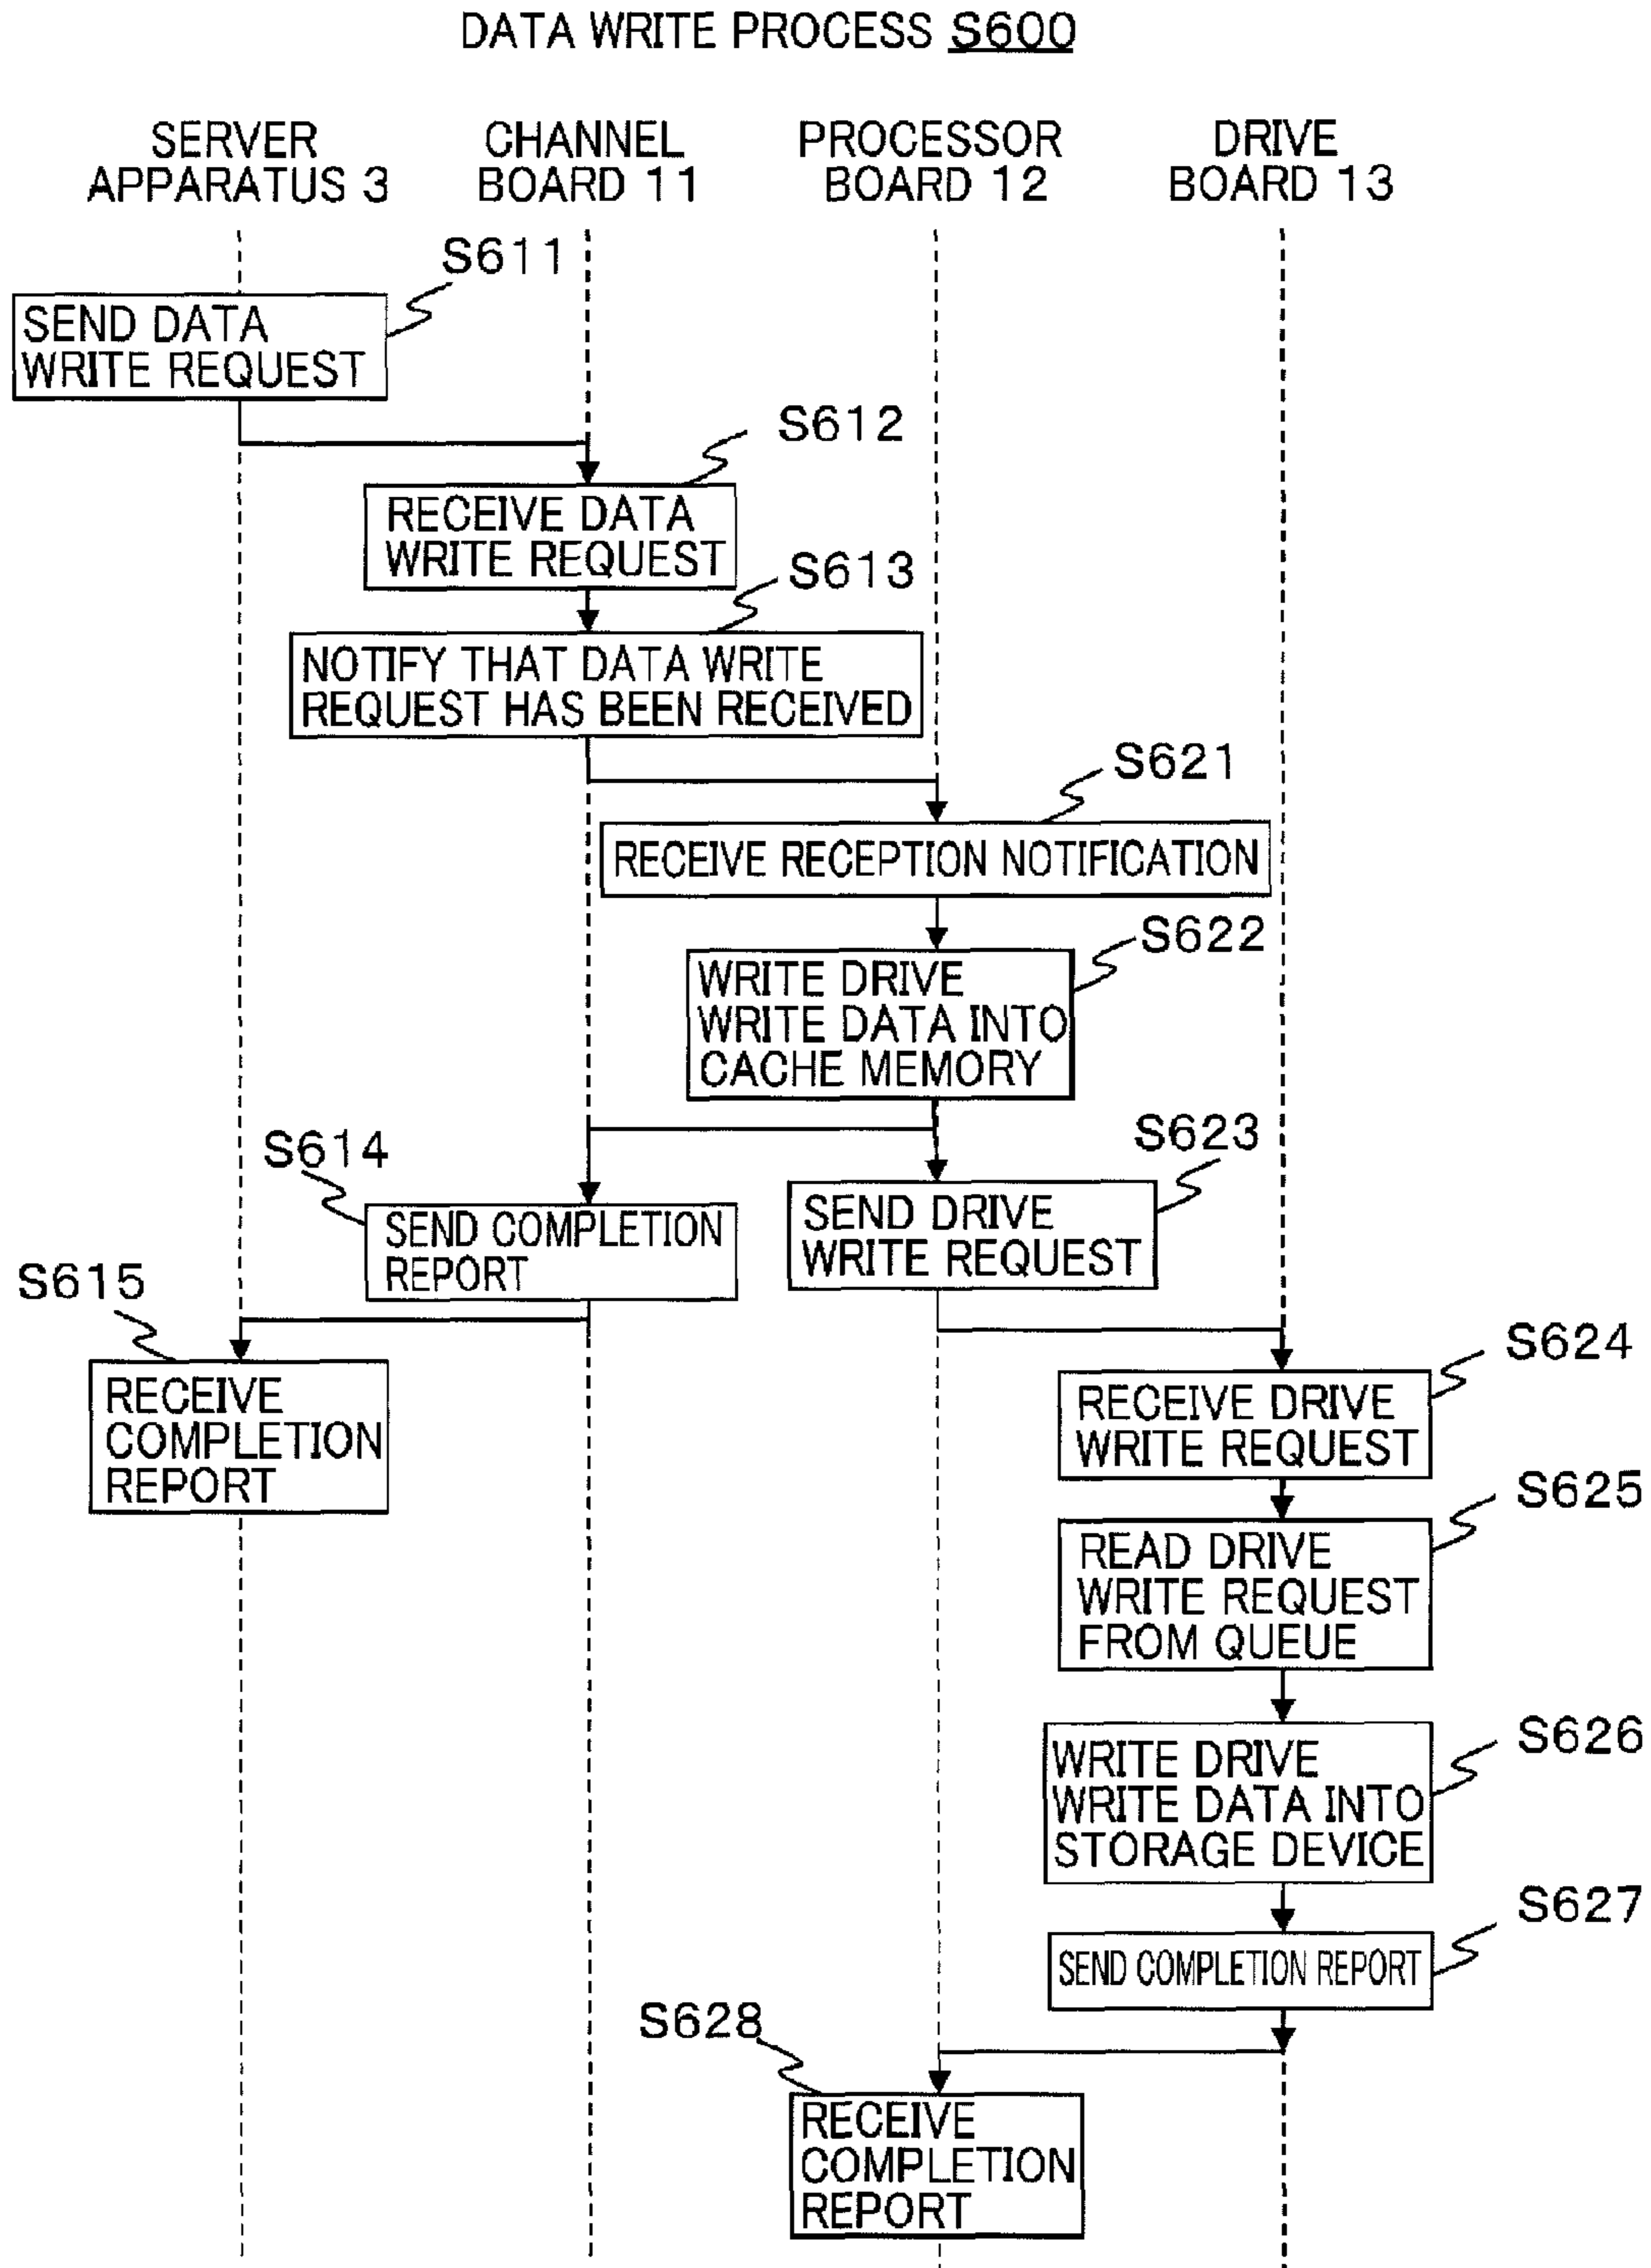 DATA WRITE PROCESS S600
SERVER
APPARATUS 3
CHANNEL
BOARD 11
PROCESSOR
BOARD 12
DRIVE
BOARD 13
S611
SEND DATA
WRITE REQUEST
S612
RECEIVE DATA
WRITE REQUEST
S613
NOTIFY THAT DATA WRITE
REQUEST HAS BEEN RECEIVED
S621
RECEIVE RECEPTION NOTIFICATION
S622
WRITE DRIVE
WRITE DATA INTO
CACHE MEMORY
S614
SEND COMPLETION
REPORT
S623
SEND DRIVE
WRITE REQUEST
S615
RECEIVE
COMPLETION
REPORT
S624
RECEIVE DRIVE
WRITE REQUEST
S625
READ DRIVE
WRITE REQUEST
FROM QUEUE
S626
WRITE DRIVE
WRITE DATA INTO
STORAGE DEVICE
S627
SEND COMPLETION REPORT
S628
RECEIVE
COMPLETION
REPORT